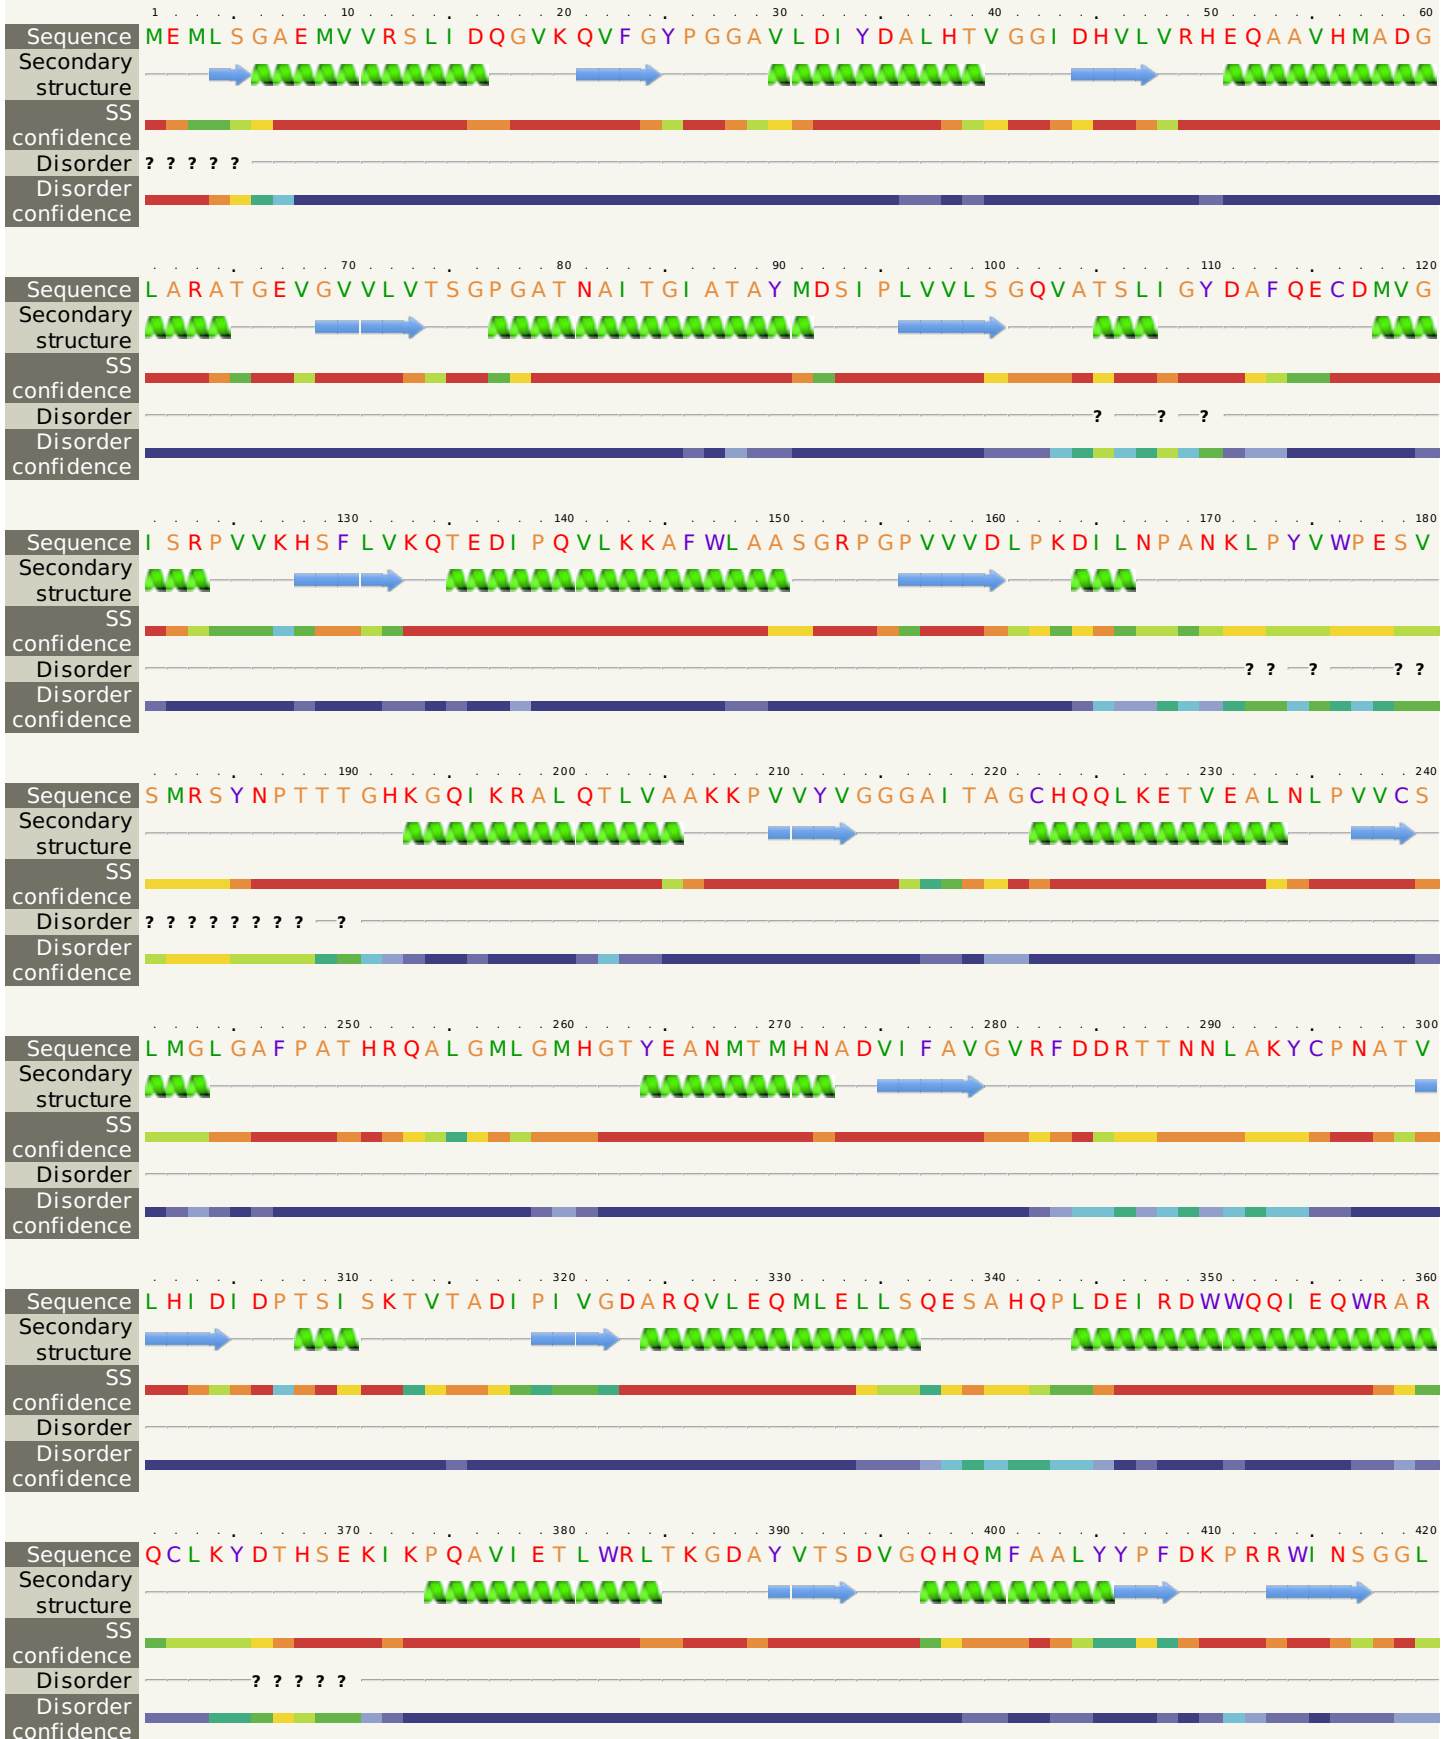 1 10 20 30 40 50 60
Sequence MEMLSGAEMVVRSLIDQGVKQVFGYPGGAVLDIYDALHTVGGIDHVLVRHEQAAVHMADG
Secondary
structure
SS
confidence
Disorder ? ? ? ? ?
Disorder
confidence
70 80 90 100 110 120
Sequence LARATGEVGVVLVTSGPGATNAITGIATAYMDSIPLVVLSGQVATSLIGYDAFQECDMVG
Secondary
structure
SS
confidence
Disorder ? ? ?
Disorder
confidence
130 140 150 160 170 180
Sequence ISRPVVKHSFLVKQTEDIPQVLKKAFWLAASGRPGPVVVDLPKDILNPANKLPYVWPESV
Secondary
structure
SS
confidence
Disorder ? ? ? ? ?
Disorder
confidence
190 200 210 220 230 240
Sequence SMRSYNPTTTGHKGQIKRALQTLVAAKKPVVYVGGGAITAGCHQQLKETVEALNLPVVCS
Secondary
structure
SS
confidence
Disorder ? ? ? ? ? ? ? ? ?
Disorder
confidence
250 260 270 280 290 300
Sequence LMGLGAFPATHRQALGMLGMHGTYEANMTMHNADVIFAVGVRFDDRTTNNLAKYCPNATV
Secondary
structure
SS
confidence
Disorder
Disorder
confidence
310 320 330 340 350 360
Sequence LHIDIDPTSISKTVTADIPIVGDARQVLEQMLELLSQESAHQPLDEIRDWWQQIEQWRAR
Secondary
structure
SS
confidence
Disorder
Disorder
confidence
370 380 390 400 410 420
Sequence QCLKYDTHSEKIKPQAVIETLWRLTKGDAYVTSDVGQHQMFAALYYPFDKPRRWINSGGL
Secondary
structure
SS
confidence
Disorder ? ? ? ? ?
Disorder
confidence